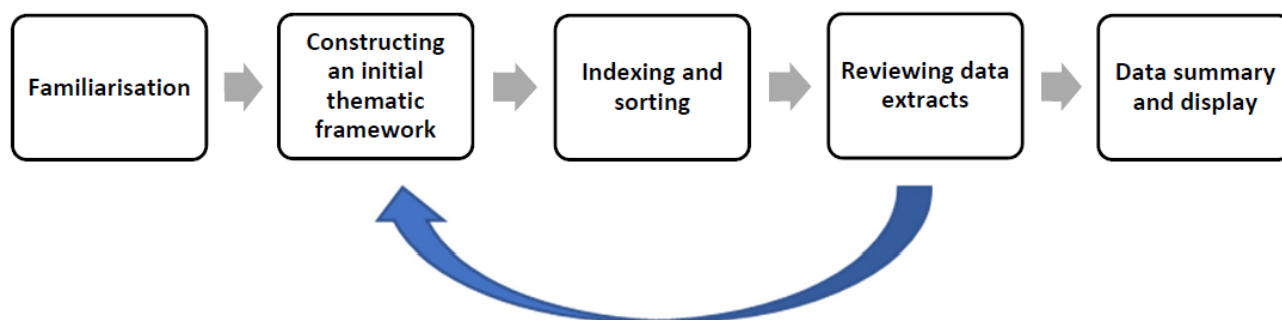 Familiarisation
Constructing
an initial
thematic
framework
Indexing and
sorting
Reviewing data
extracts
Data summary
and display